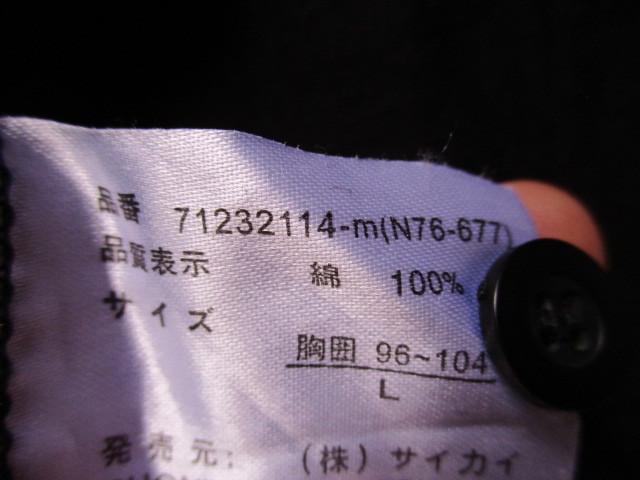 品番 71232114-m(N76-677)
品質表示 綿 100%
サイズ
胸囲 96~104
L
発売元: (株)サイカイ